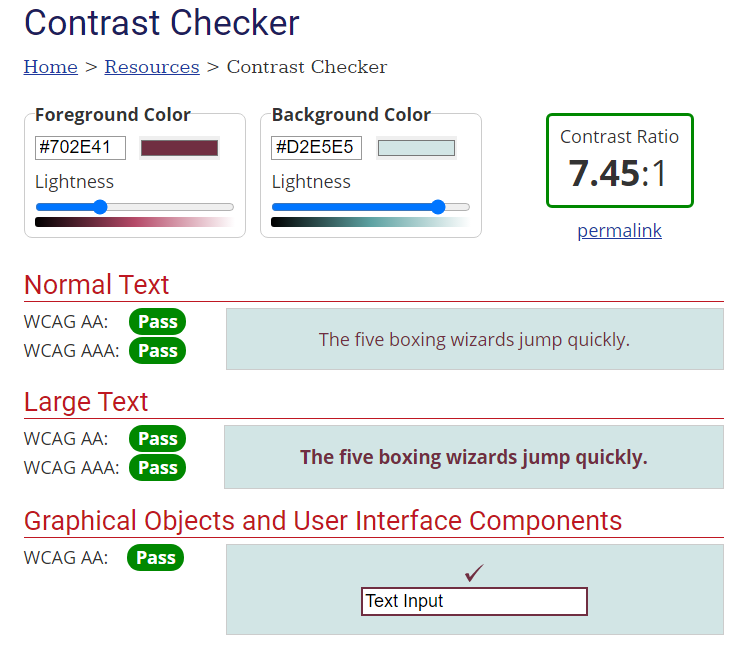 Contrast Checker
Home > Resources > Contrast Checker
Foreground Color
#702E41
Lightness
Background Color
#D2E5E5
Lightness
Contrast Ratio
7.45:1
permalink
Normal Text
WCAG AA: Pass
WCAG AAA: Pass
The five boxing wizards jump quickly.
Large Text
WCAG AA: Pass
WCAG AAA: Pass
The five boxing wizards jump quickly.
Graphical Objects and User Interface Components
WCAG AA: Pass
✓
Text Input